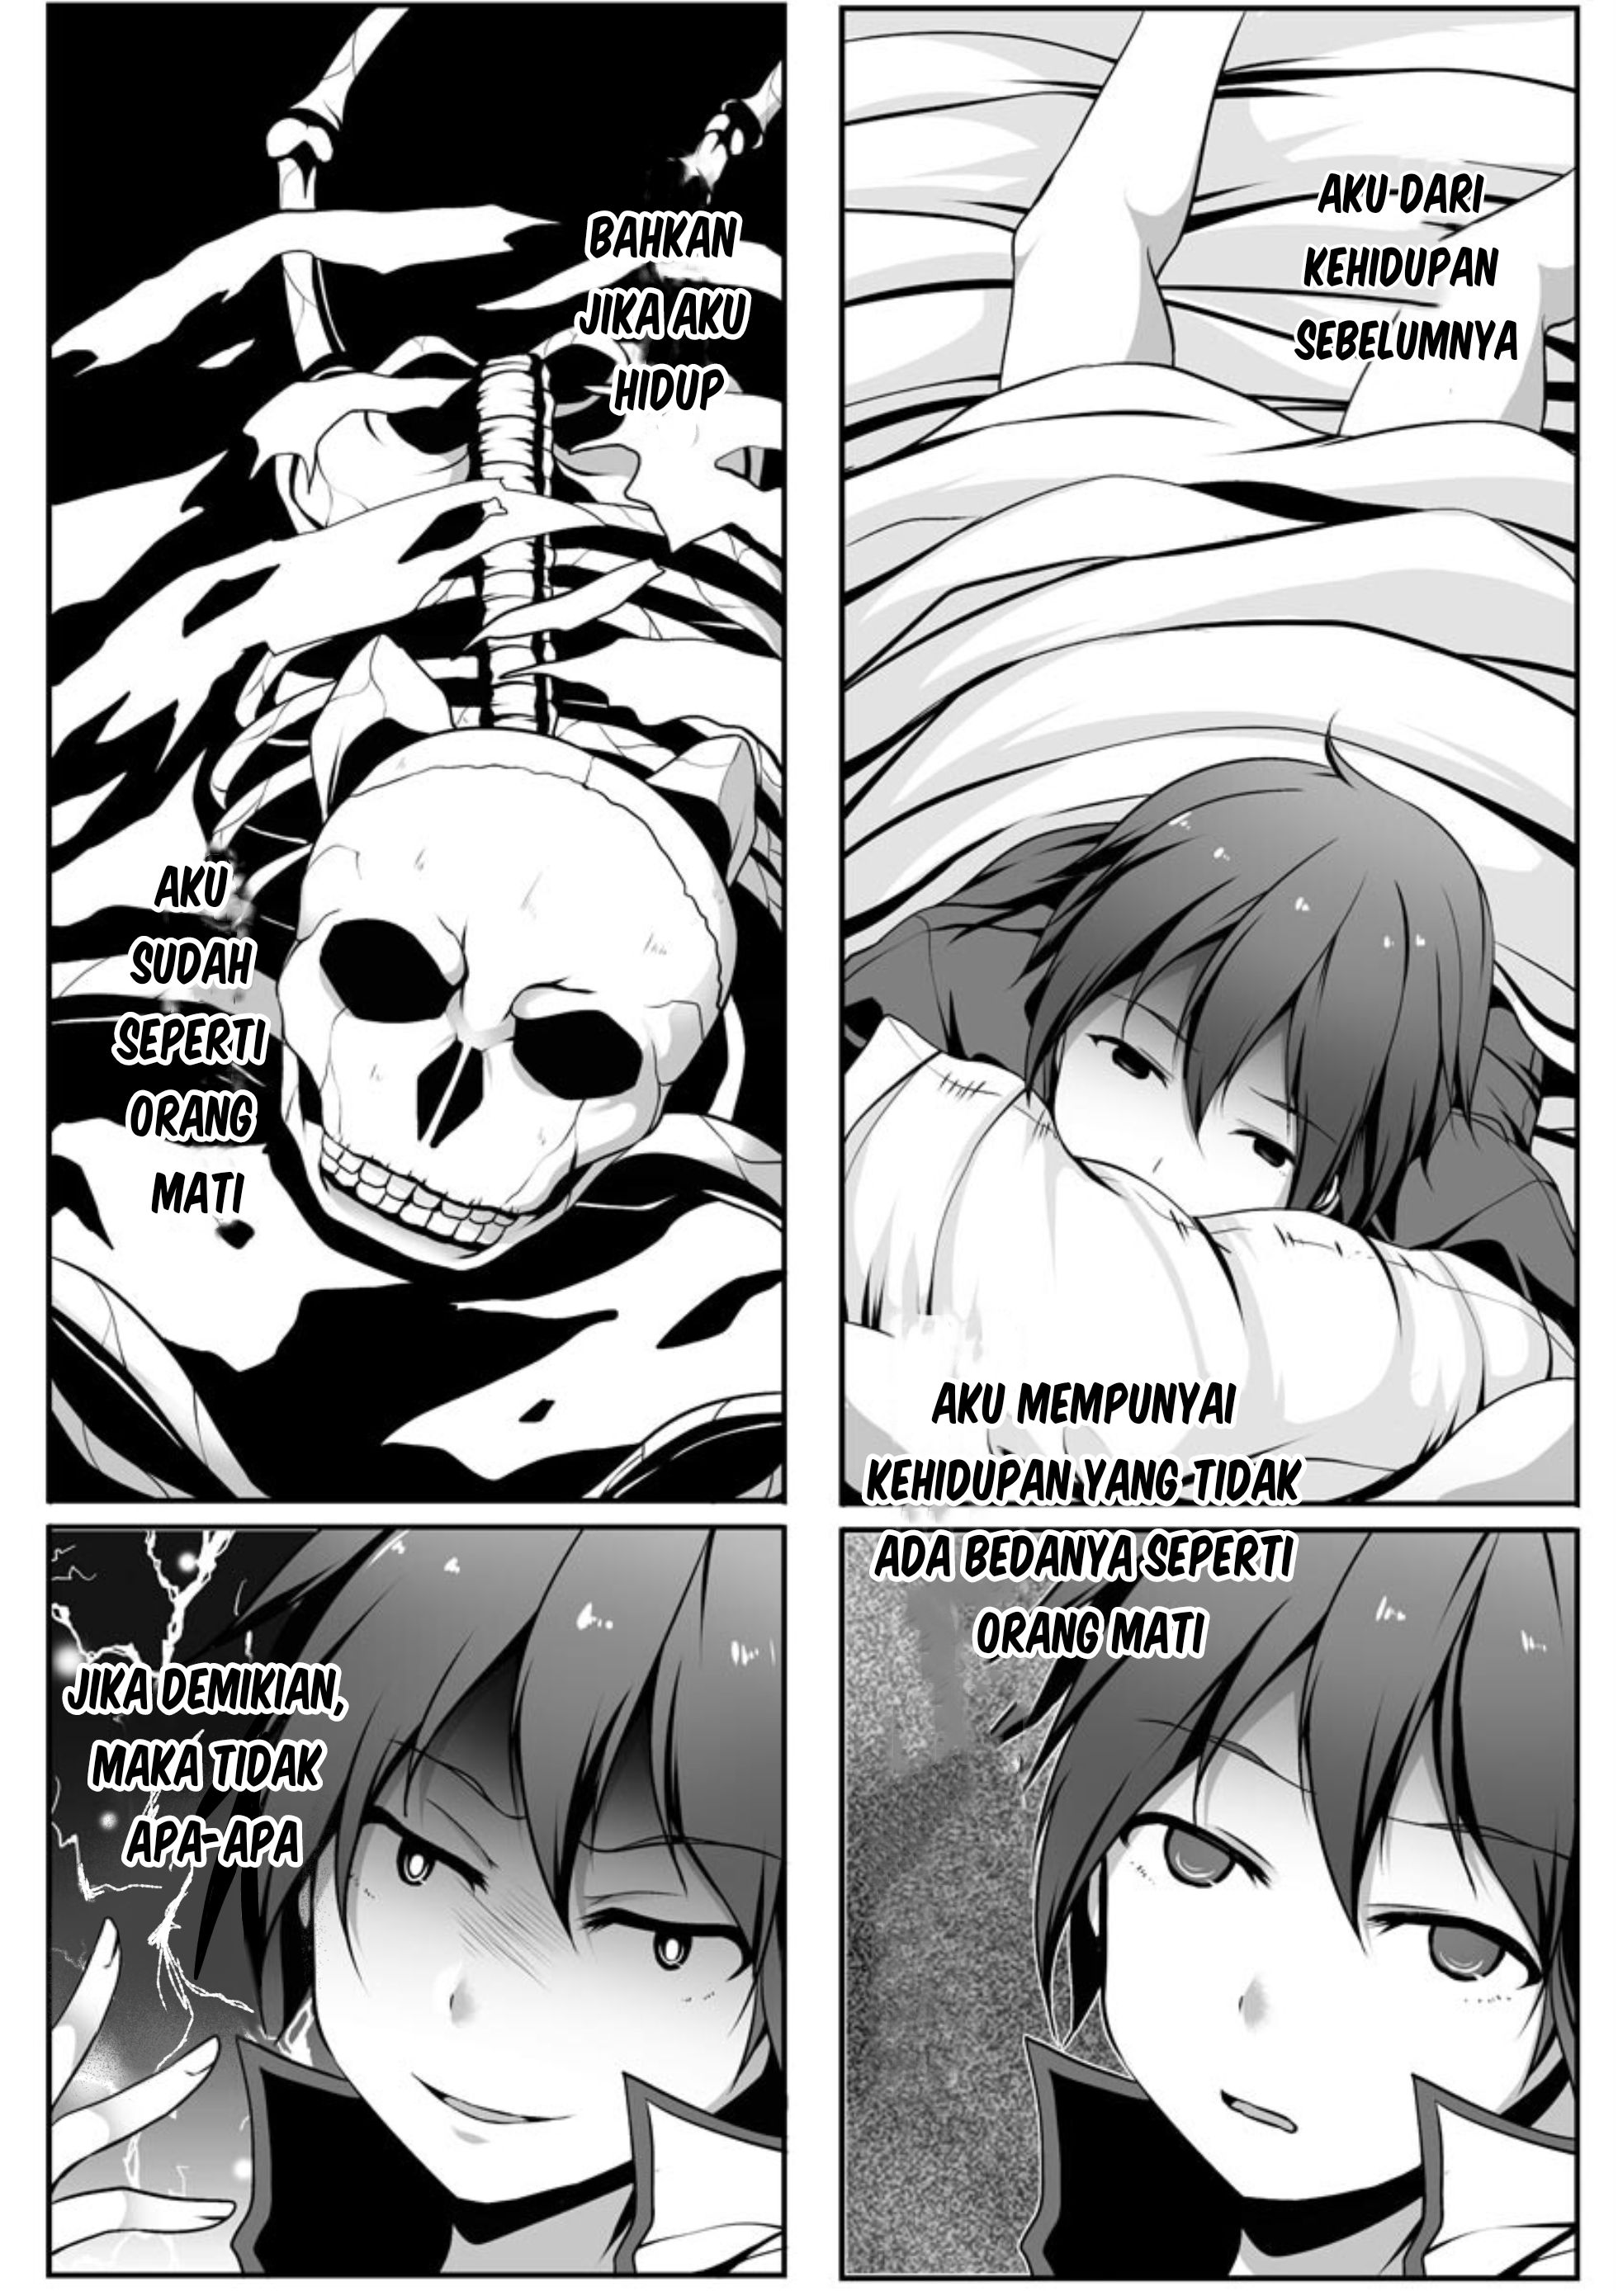 AKU DARI
KEHIDUPAN
SEBELUMNYA
AKU MEMPUNYAI
KEHIDUPAN YANG TIDAK
ADA BEDANYA SEPERTI
ORANG MATI
BAHKAN
JIKA AKU
HIDUP
AKU
SUDAH
SEPERTI
ORANG
MATI
JIKA DEMIKIAN,
MAKA TIDAK
APA-APA